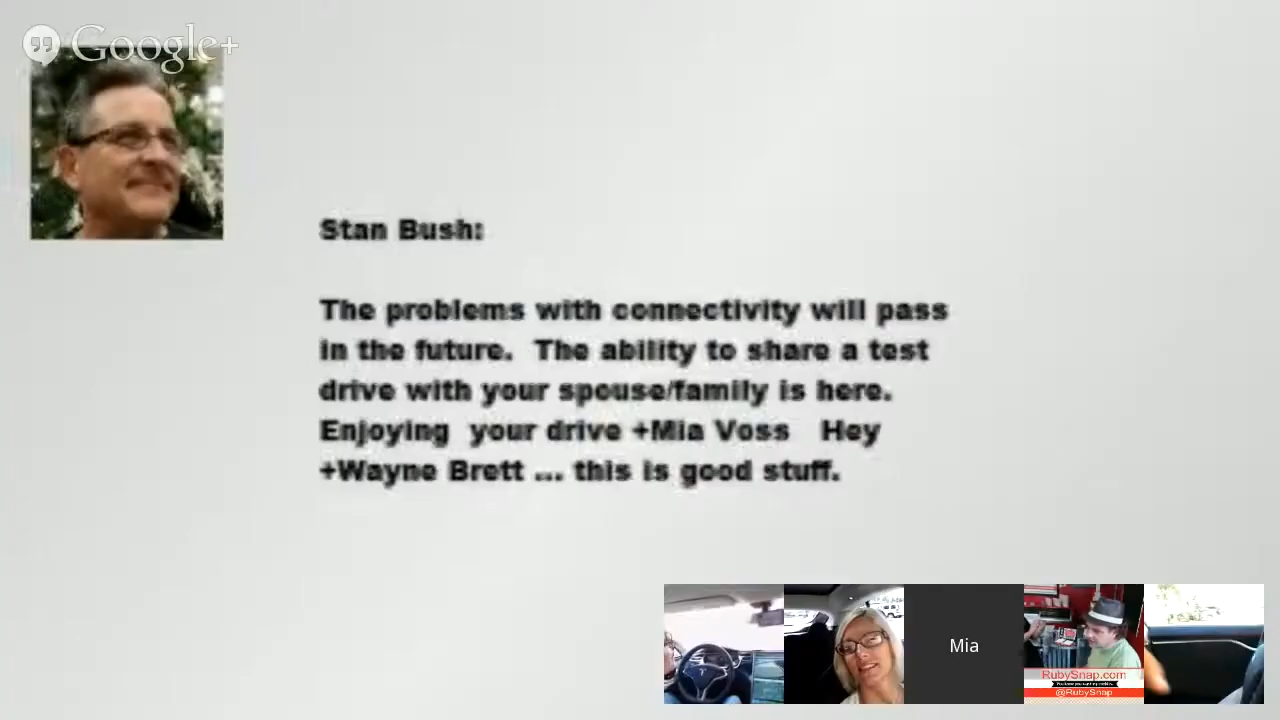 Google+
Stan Bush:
The problems with connectivity will pass
in the future.  The ability to share a test
drive with your spouse/family is here.
Enjoying  your drive +Mia Voss   Hey
+Wayne Brett ... this is good stuff.
Mia
RubySnap.com
@RubySnap